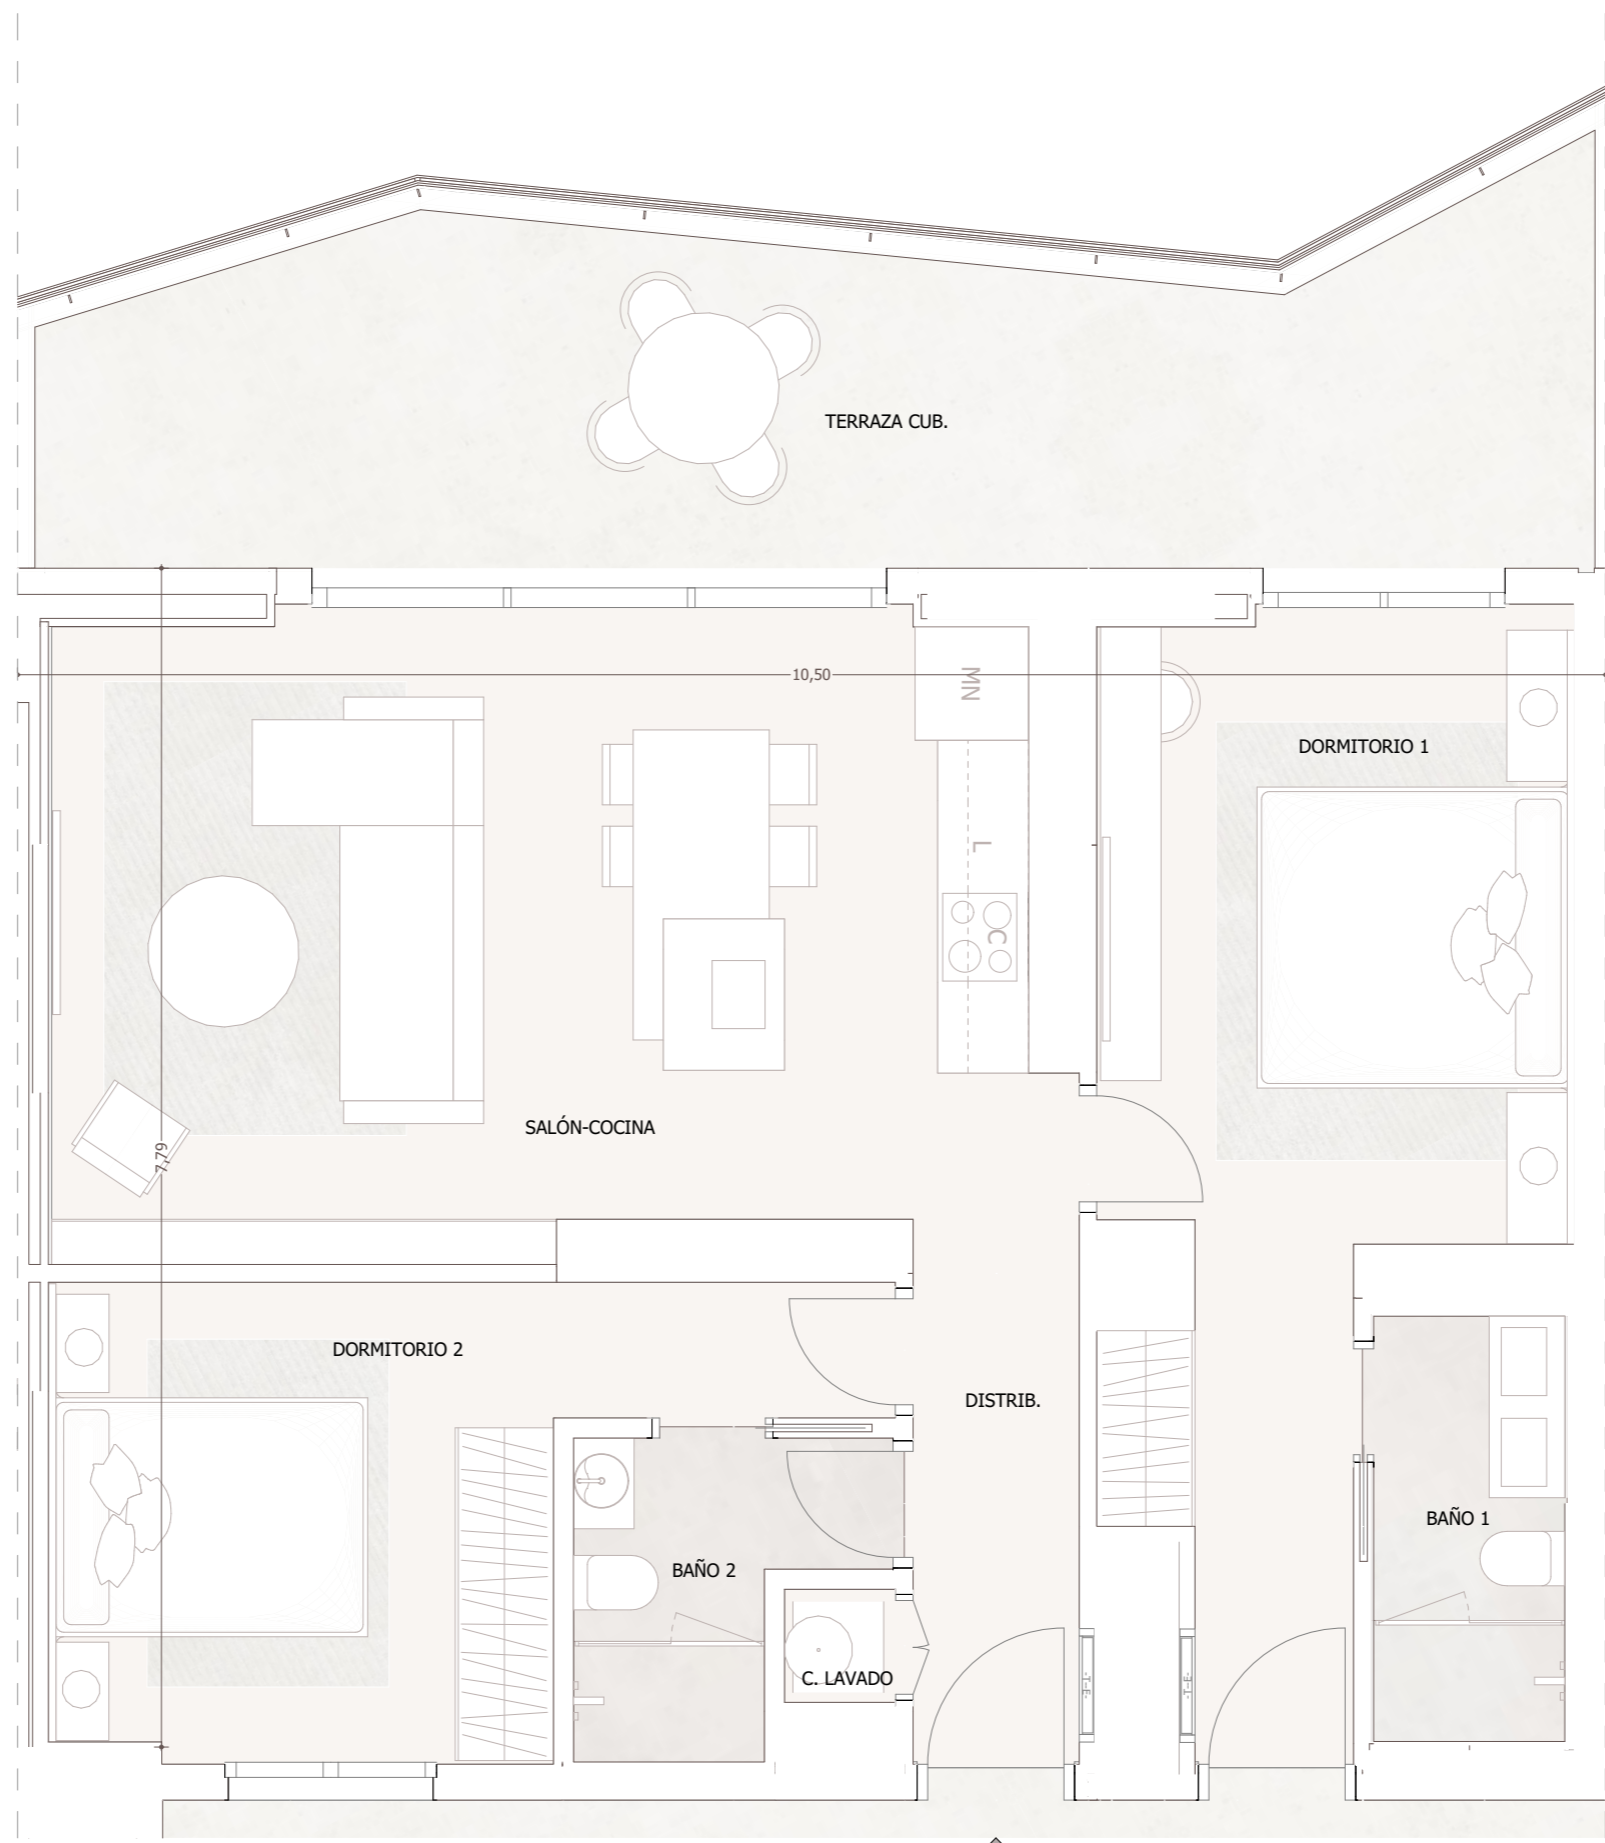 TERRAZA CUB.
10,50
MN
DORMITORIO 1
L
C
SALÓN-COCINA
7,79
DORMITORIO 2
DISTRIB.
BAÑO 1
BAÑO 2
C. LAVADO
-T-F-
-T-E-